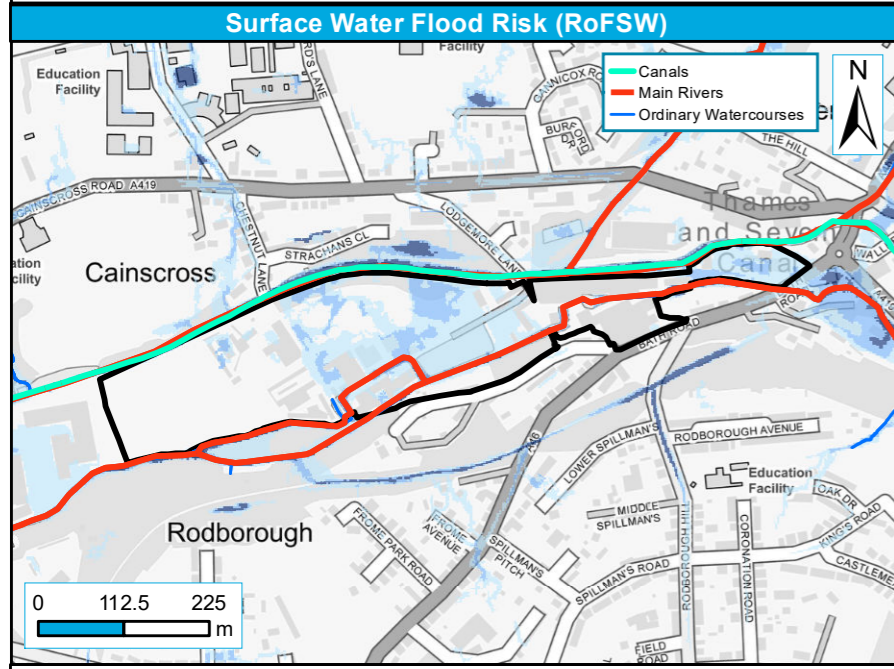 Surface Water Flood Risk (RoFSW)
Canals
Main Rivers
Ordinary Watercourses
N
Education
Facility
Facility
CANNICOX
THE HILL
CAINSCROSS ROAD A419
CHESTNUT LANE
STRACHANS CL
LODGEMORE LANE
Thames
and Severn
Canal
Facility
Cainscross
BATH ROAD
A46
LOWER SPILLMAN'S
RODBOROUGH AVENUE
Education
Facility
OAK DR
MIDDLE
SPILLMAN'S
KING'S ROAD
Rodborough
FROME PARK ROAD
FROME
AVENUE
SPILLMAN'S
PITCH
SPILLMAN'S ROAD
RODBOROUGH HILL
CORONATION ROAD
CASTLEME
FIELD
ROAD
0 112.5 225
m